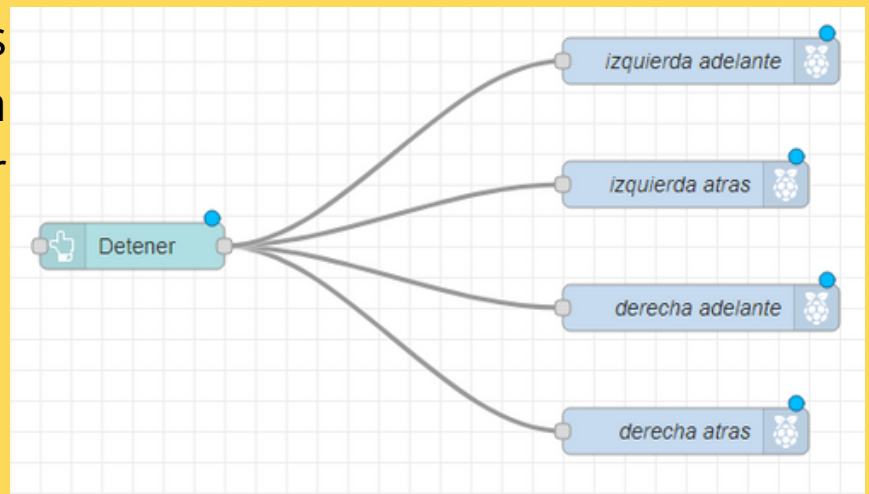 izquierda adelante
izquierda atras
Detener
derecha adelante
derecha atras